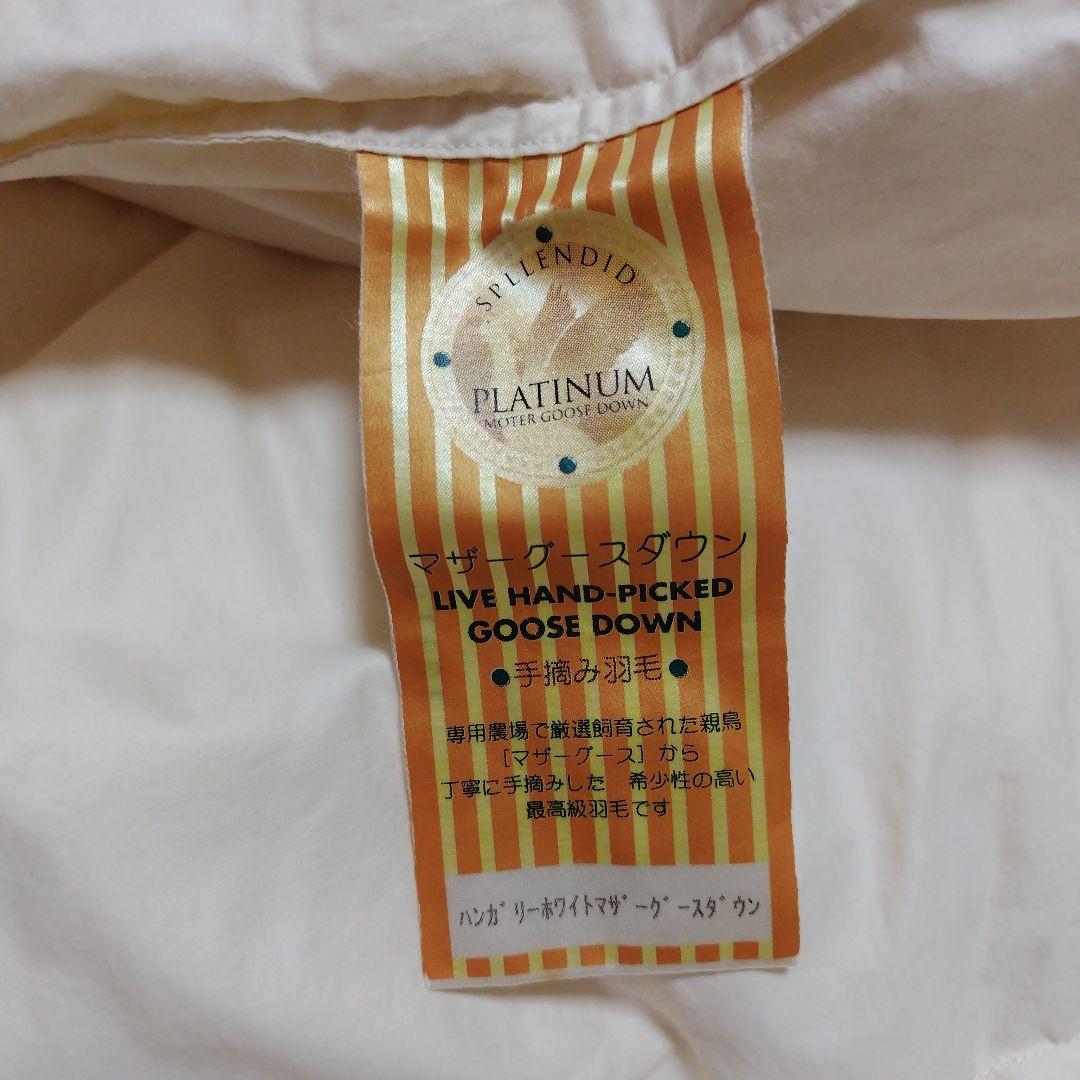 SPLLENDID
PLATINUM
MOTER GOOSE DOWN
マザーグースダウン
LIVE HAND-PICKED
GOOSE DOWN
●手摘み羽毛●
専用農場で厳選飼育された親鳥
[マザーグース]から
丁寧に手摘みした 希少性の高い
最高級羽毛です
ﾊﾝｶﾞﾘｰﾎﾜｲﾄﾏｻﾞｰｸﾞｰｽﾀﾞｳﾝ